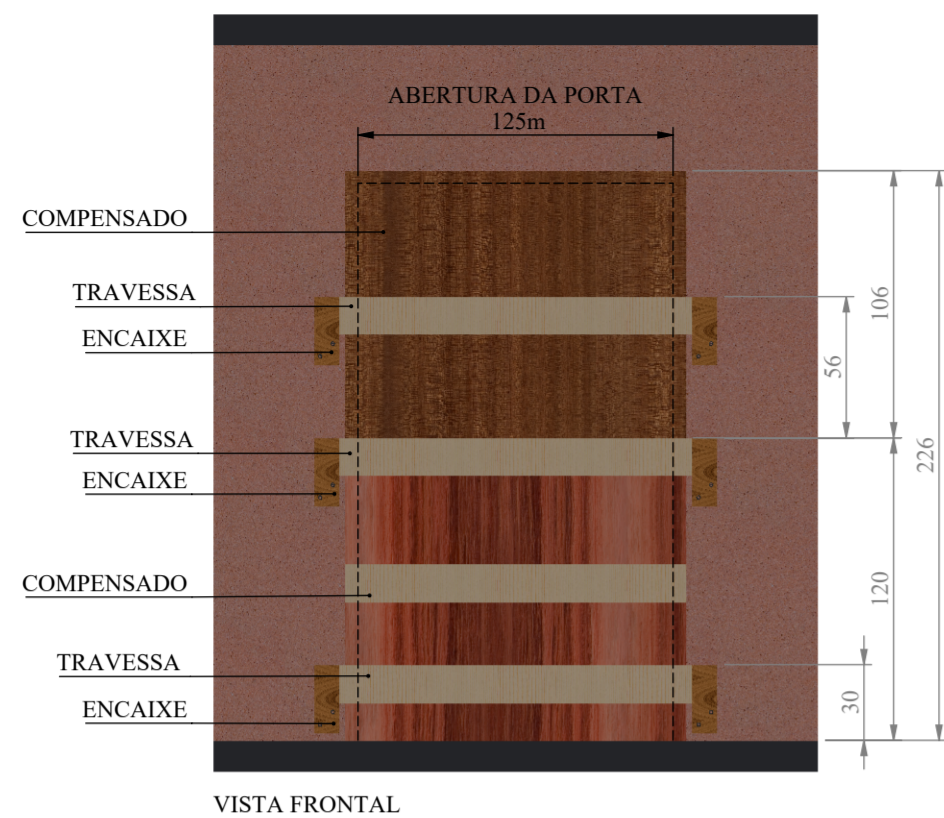 ABERTURA DA PORTA
125m
COMPENSADO
TRAVESSA
ENCAIXE
TRAVESSA
ENCAIXE
COMPENSADO
TRAVESSA
ENCAIXE
106
56
226
120
30
VISTA FRONTAL